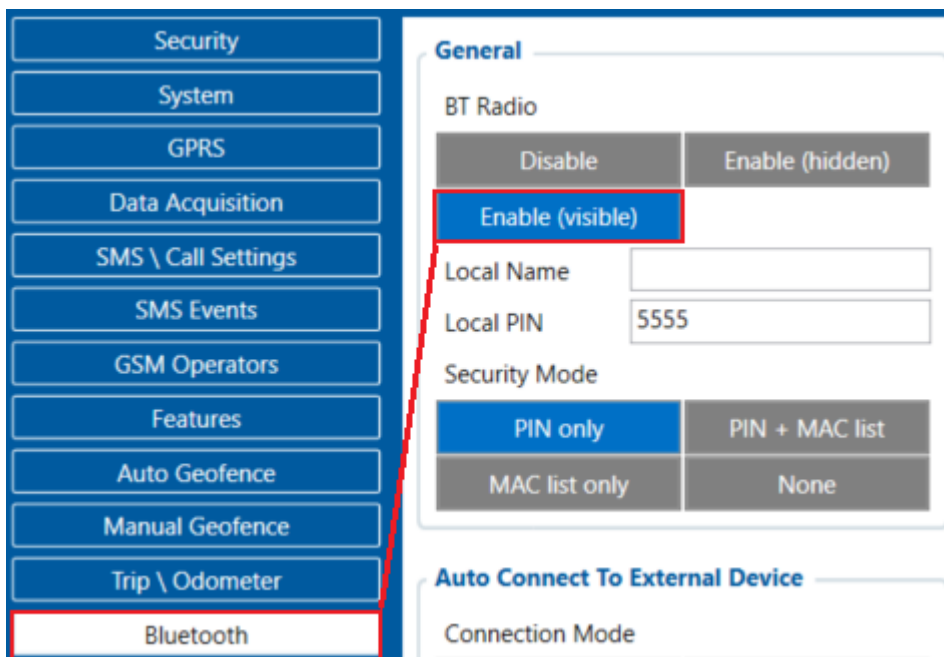 Security
System
GPRS
Data Acquisition
SMS \ Call Settings
SMS Events
GSM Operators
Features
Auto Geofence
Manual Geofence
Trip \ Odometer
Bluetooth
General
BT Radio
Disable
Enable (hidden)
Enable (visible)
Local Name
Local PIN
5555
Security Mode
PIN only
PIN + MAC list
MAC list only
None
Auto Connect To External Device
Connection Mode